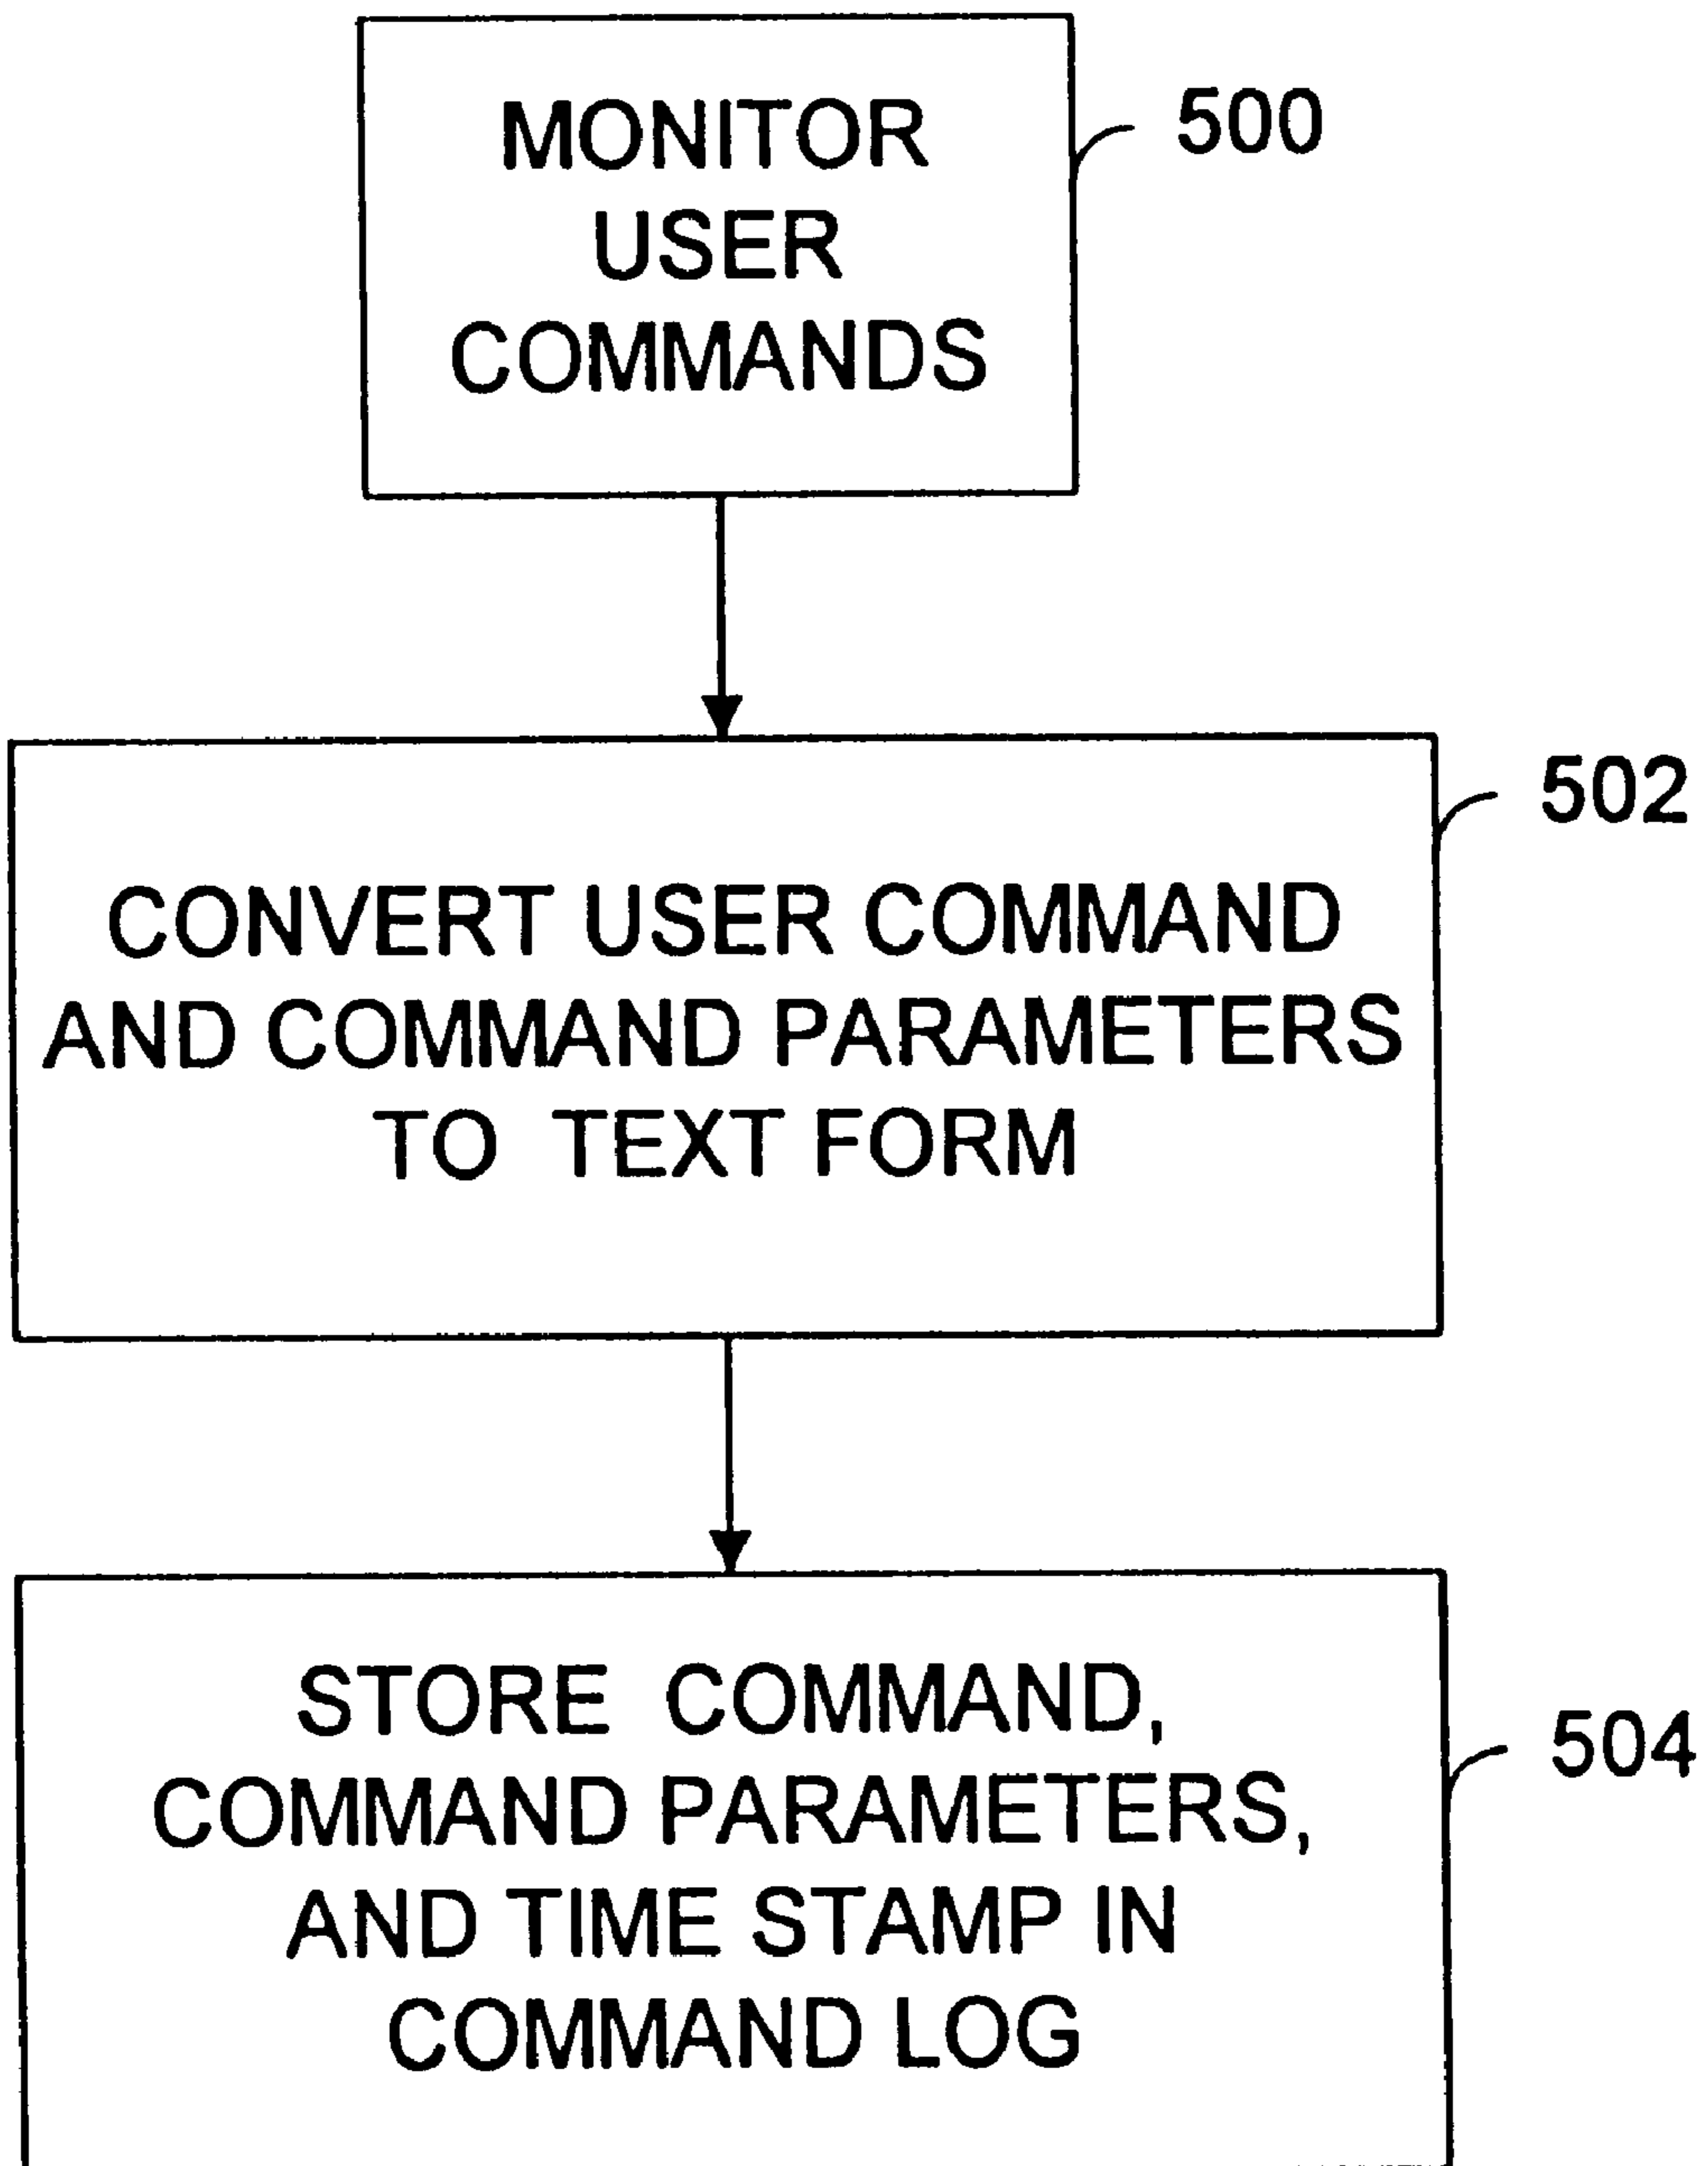 MONITOR
USER
COMMANDS
500
CONVERT USER COMMAND
AND COMMAND PARAMETERS
TO TEXT FORM
502
STORE COMMAND,
COMMAND PARAMETERS,
AND TIME STAMP IN
COMMAND LOG
504